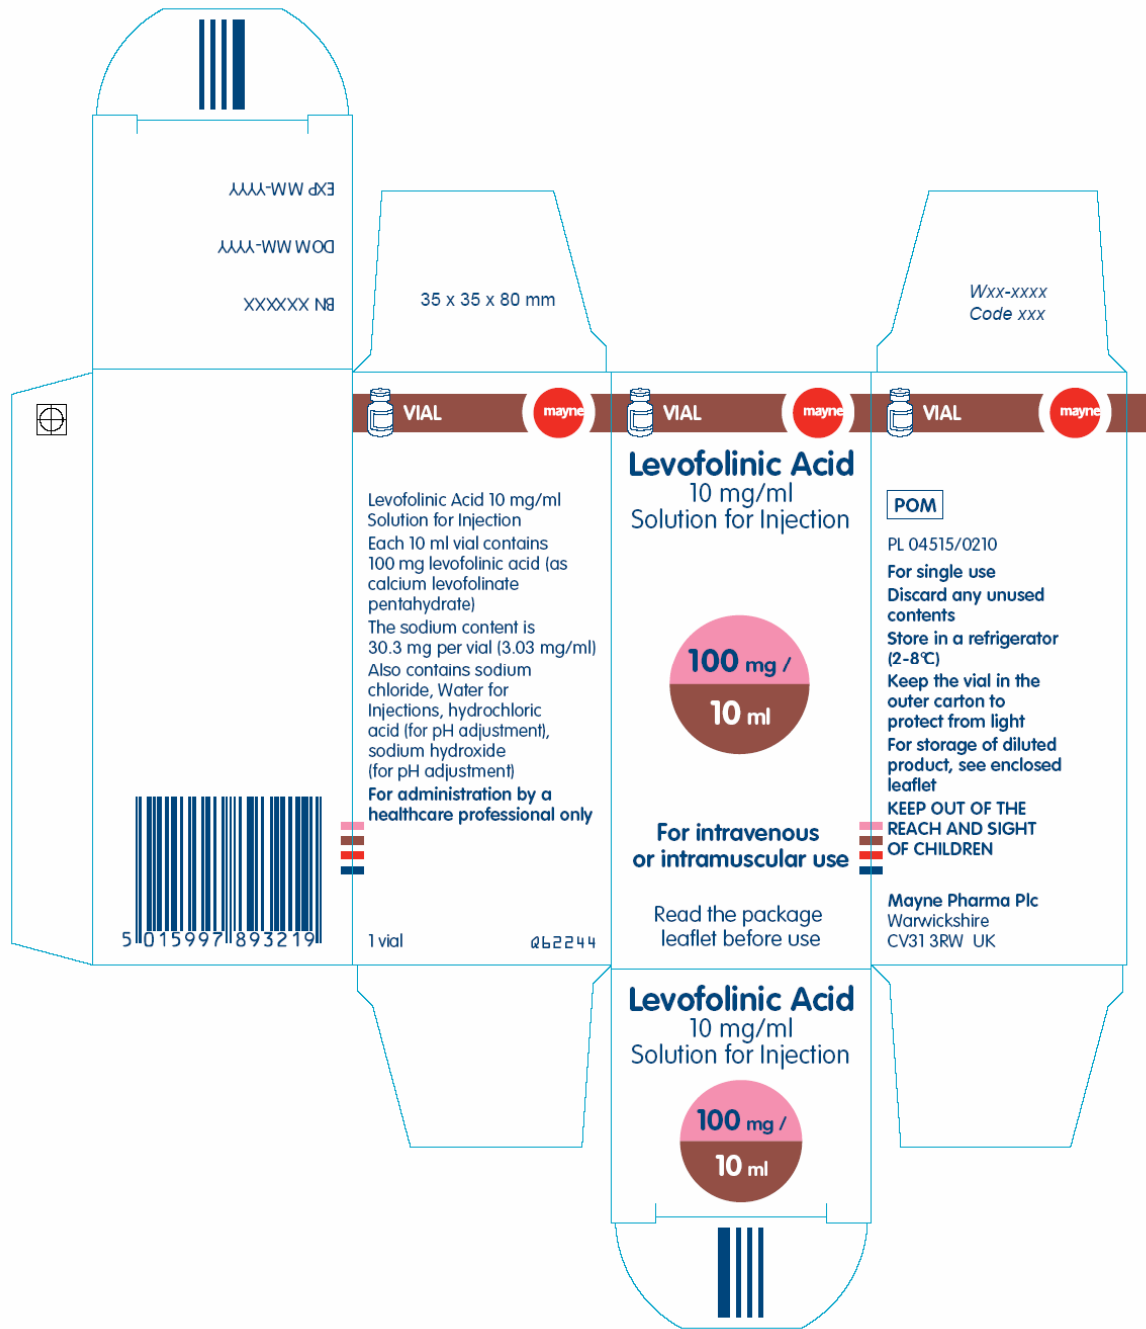 EXP MM-YYYY
DOM MM-YYYY
BN XXXXXX
35 x 35 x 80 mm
Wxx-xxxx
Code xxx
VIAL
mayne
Levofolinic Acid 10 mg/ml
Solution for Injection
Each 10 ml vial contains
100 mg levofolinic acid (as
calcium levofolinate
pentahydrate)
The sodium content is
30.3 mg per vial (3.03 mg/ml)
Also contains sodium
chloride, Water for
Injections, hydrochloric
acid (for pH adjustment),
sodium hydroxide
(for pH adjustment)
For administration by a
healthcare professional only
1 vial
Q62244
5 015997 893219
VIAL
mayne
Levofolinic Acid
10 mg/ml
Solution for Injection
100 mg /
10 ml
For intravenous
or intramuscular use
Read the package
leaflet before use
VIAL
mayne
POM
PL 04515/0210
For single use
Discard any unused
contents
Store in a refrigerator
(2-8°C)
Keep the vial in the
outer carton to
protect from light
For storage of diluted
product, see enclosed
leaflet
KEEP OUT OF THE
REACH AND SIGHT
OF CHILDREN
Mayne Pharma Plc
Warwickshire
CV31 3RW UK
Levofolinic Acid
10 mg/ml
Solution for Injection
100 mg /
10 ml